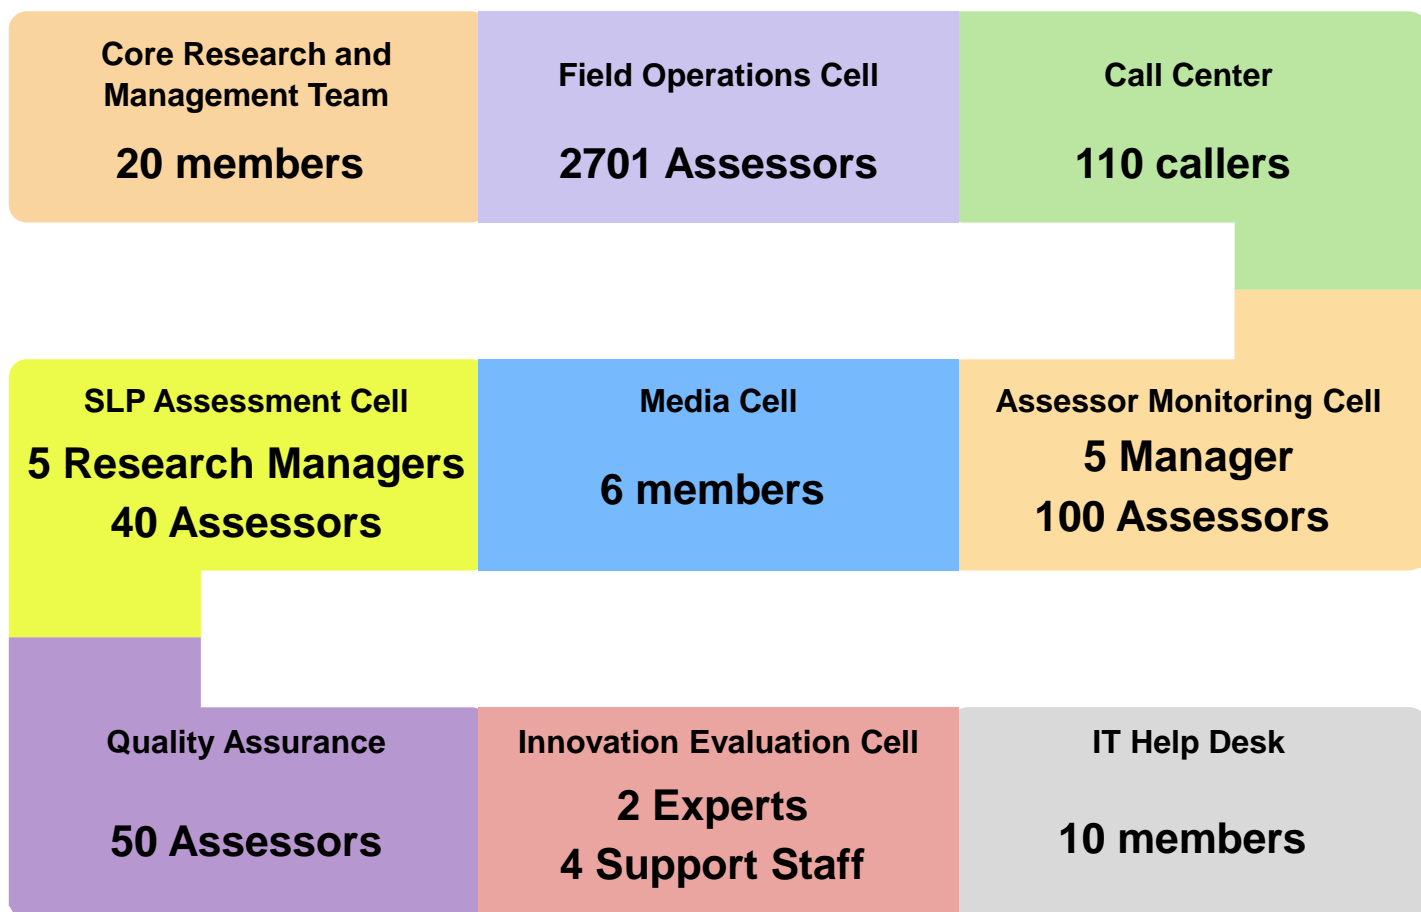 Core Research and
Management Team
20 members
Field Operations Cell
2701 Assessors
Call Center
110 callers
SLP Assessment Cell
5 Research Managers
40 Assessors
Media Cell
6 members
Assessor Monitoring Cell
5 Manager
100 Assessors
Quality Assurance
50 Assessors
Innovation Evaluation Cell
2 Experts
4 Support Staff
IT Help Desk
10 members